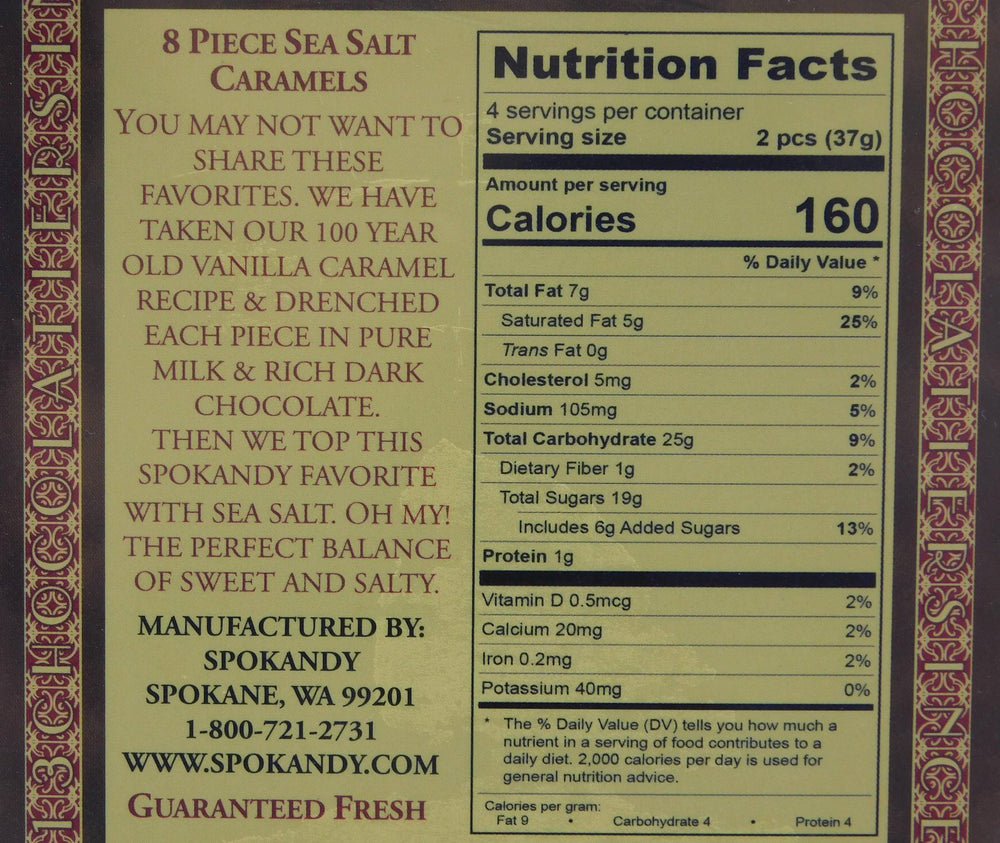 8 PIECE SEA SALT
CARAMELS
YOU MAY NOT WANT TO
SHARE THESE
FAVORITES. WE HAVE
TAKEN OUR 100 YEAR
OLD VANILLA CARAMEL
RECIPE & DRENCHED
EACH PIECE IN PURE
MILK & RICH DARK
CHOCOLATE.
THEN WE TOP THIS
SPOKANDY FAVORITE
WITH SEA SALT. OH MY!
THE PERFECT BALANCE
OF SWEET AND SALTY.
MANUFACTURED BY:
SPOKANDY
SPOKANE, WA 99201
1-800-721-2731
WWW.SPOKANDY.COM
GUARANTEED FRESH
Nutrition Facts
4 servings per container
Serving size 2 pcs (37g)
Amount per serving
Calories 160
% Daily Value *
Total Fat 7g 9%
Saturated Fat 5g 25%
Trans Fat 0g
Cholesterol 5mg 2%
Sodium 105mg 5%
Total Carbohydrate 25g 9%
Dietary Fiber 1g 2%
Total Sugars 19g
Includes 6g Added Sugars 13%
Protein 1g
Vitamin D 0.5mcg 2%
Calcium 20mg 2%
Iron 0.2mg 2%
Potassium 40mg 0%
* The % Daily Value (DV) tells you how much a
nutrient in a serving of food contributes to a
daily diet. 2,000 calories per day is used for
general nutrition advice.
Calories per gram:
Fat 9 • Carbohydrate 4 • Protein 4
13 CHOCOLATIERS SIN
CHOCOLATIERS SINCE